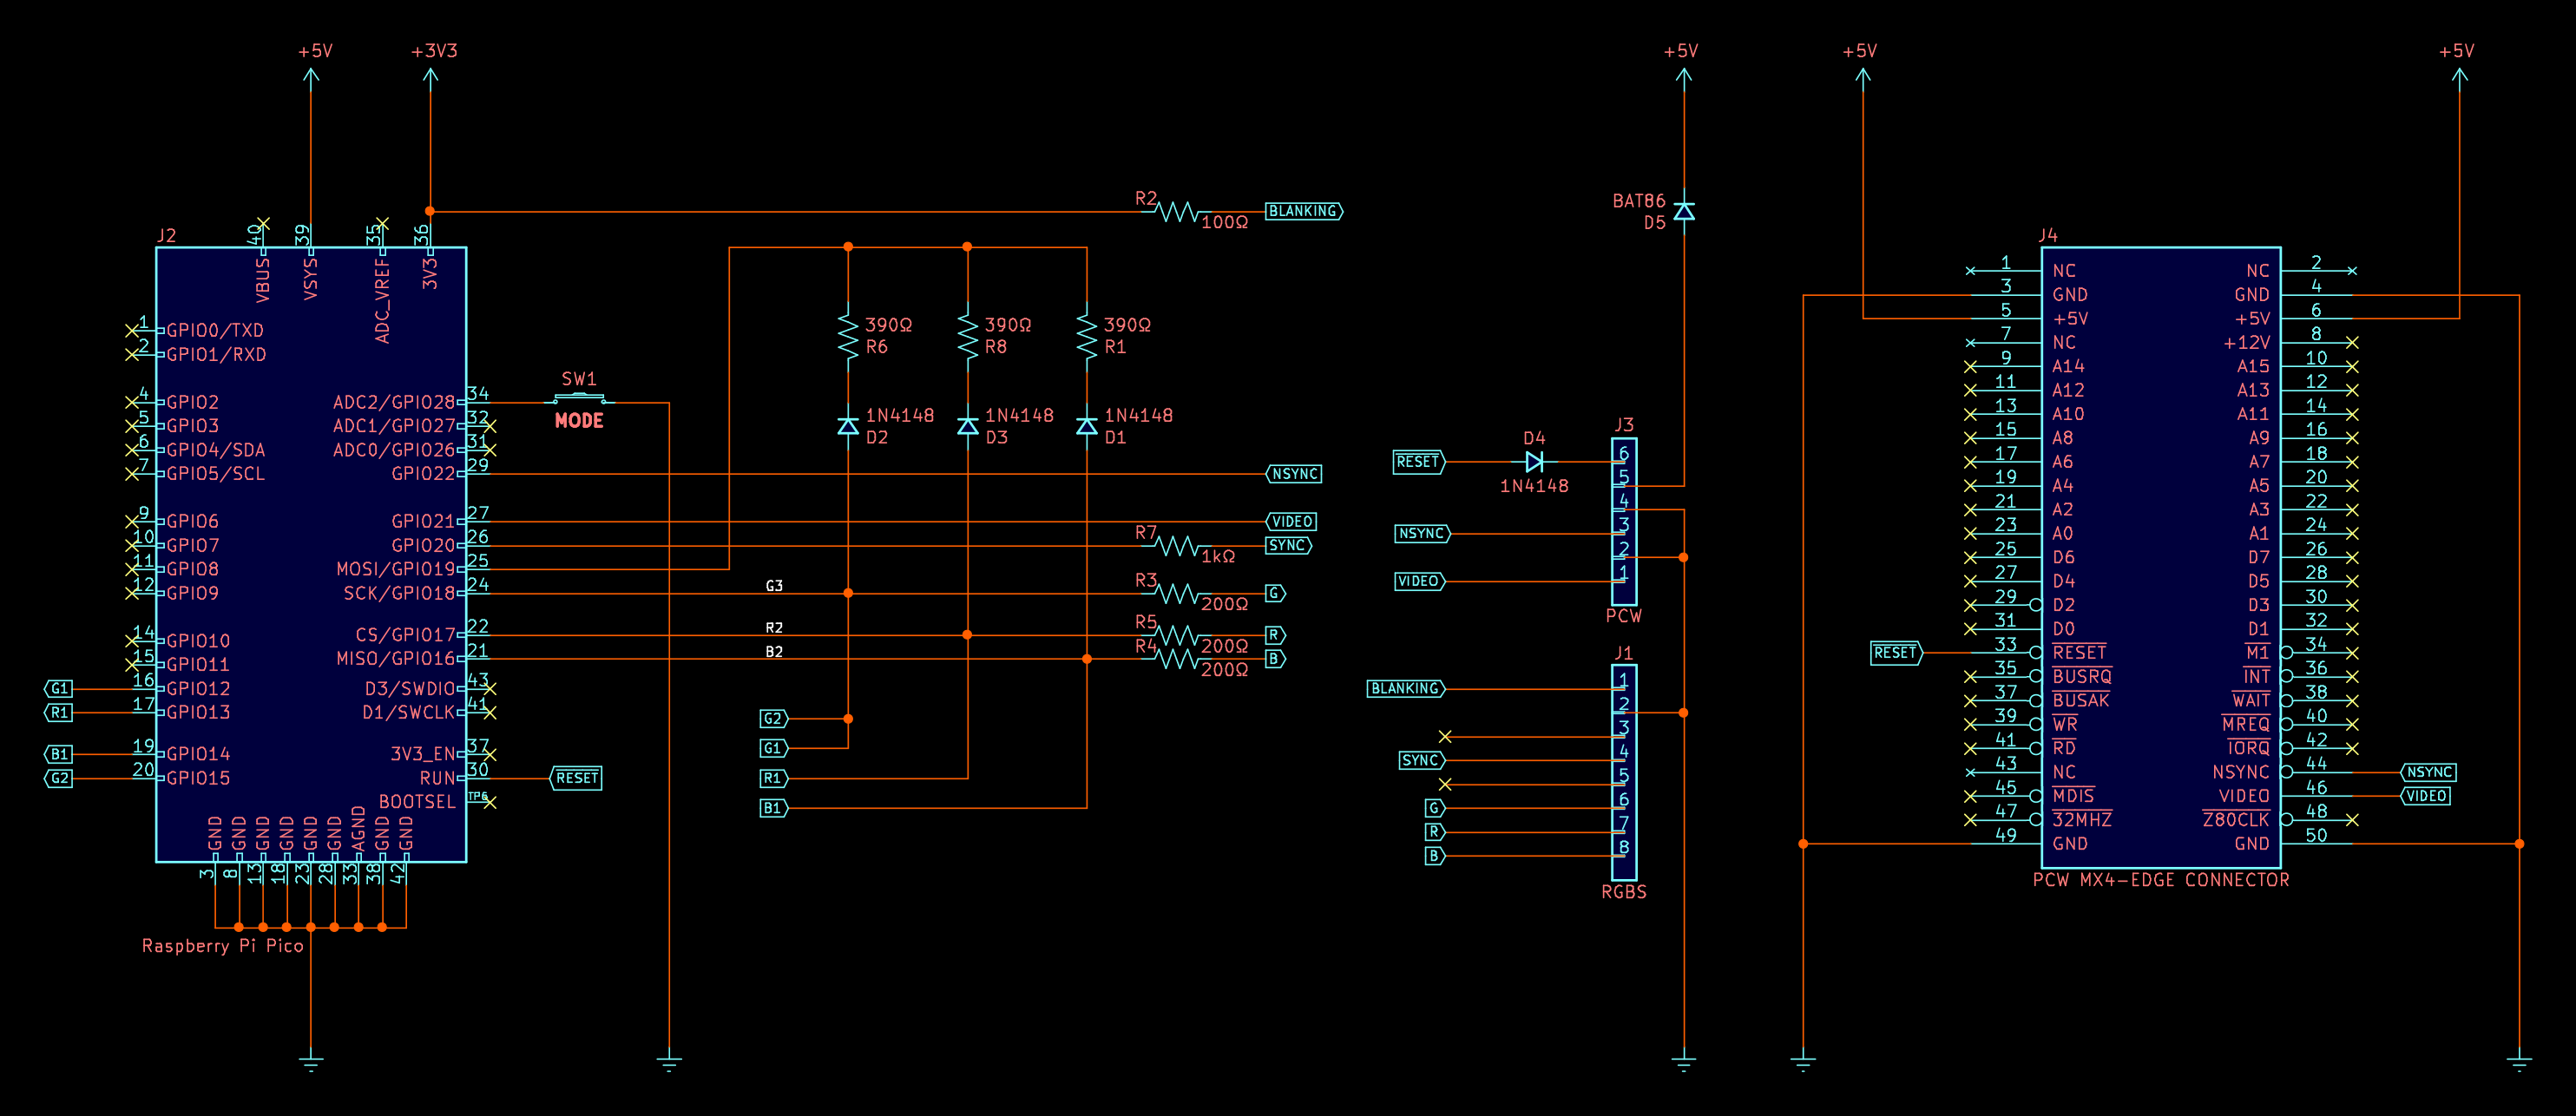 +5V
+3V3
+5V
+5V
+5V
R2
100Ω
BLANKING
BAT86
D5
J2
40
39
35
36
VBUS
VSYS
ADC_VREF
3V3
1 GPIO0/TXD
2 GPIO1/RXD
4 GPIO2
5 GPIO3
6 GPIO4/SDA
7 GPIO5/SCL
9 GPIO6
10 GPIO7
11 GPIO8
12 GPIO9
14 GPIO10
15 GPIO11
G1 16 GPIO12
R1 17 GPIO13
B1 19 GPIO14
G2 20 GPIO15
ADC2/GPIO28 34
ADC1/GPIO27 32
ADC0/GPIO26 31
GPIO22 29
GPIO21 27
GPIO20 26
MOSI/GPIO19 25
SCK/GPIO18 24
CS/GPIO17 22
MISO/GPIO16 21
D3/SWDIO 43
D1/SWCLK 41
3V3_EN 37
RUN 30
BOOTSEL TP6
GND GND GND GND GND GND AGND GND GND
3 8 13 18 23 28 33 38 42
Raspberry Pi Pico
SW1
MODE
RESET
390Ω
R6
390Ω
R8
390Ω
R1
1N4148
D2
1N4148
D3
1N4148
D1
NSYNC
VIDEO
R7
1kΩ
SYNC
G3
R3
200Ω
G
R2
R5
200Ω
R
B2
R4
200Ω
B
G2
G1
R1
B1
J3
RESET
D4
1N4148
6
5
4
NSYNC
3
2
VIDEO
1
PCW
J1
BLANKING
1
2
3
SYNC
4
5
G
6
R
7
B
8
RGBS
J4
1 NC NC 2
3 GND GND 4
5 +5V +5V 6
7 NC +12V 8
9 A14 A15 10
11 A12 A13 12
13 A10 A11 14
15 A8 A9 16
17 A6 A7 18
19 A4 A5 20
21 A2 A3 22
23 A0 A1 24
25 D6 D7 26
27 D4 D5 28
29 D2 D3 30
31 D0 D1 32
RESET 33 RESET M1 34
35 BUSRQ INT 36
37 BUSAK WAIT 38
39 WR MREQ 40
41 RD IORQ 42
43 NC NSYNC 44 NSYNC
45 MDIS VIDEO 46 VIDEO
47 32MHZ Z80CLK 48
49 GND GND 50
PCW MX4-EDGE CONNECTOR